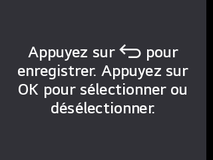 Appuyez sur ↩ pour
enregistrer. Appuyez sur
OK pour sélectionner ou
désélectionner.